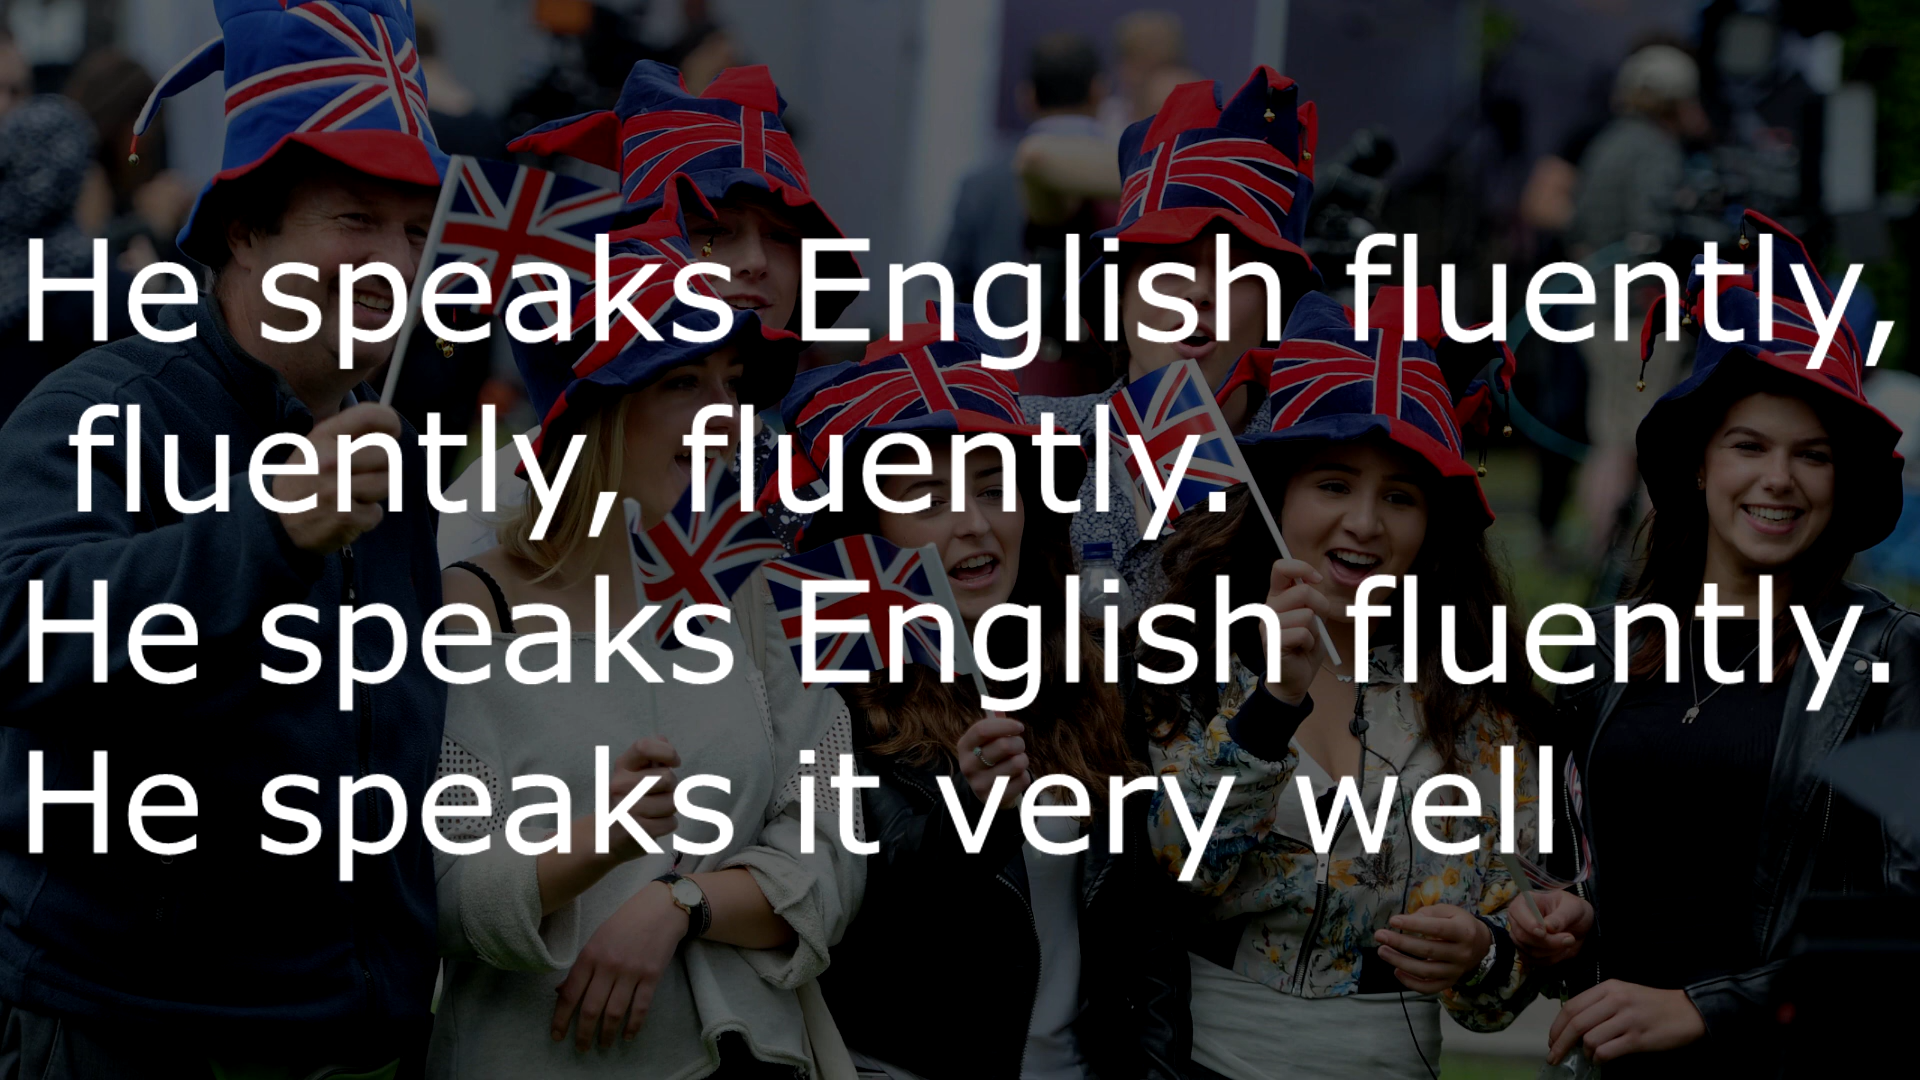 He speaks English fluently,
fluently, fluently.
He speaks English fluently.
He speaks it very well